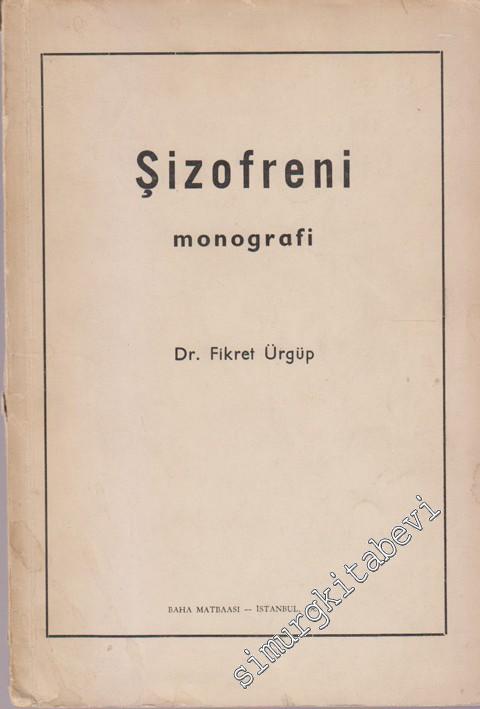 Şizofreni
monografi
Dr. Fikret Ürgüp
BAHA MATBAASI — İSTANBUL
simurgkitabevi